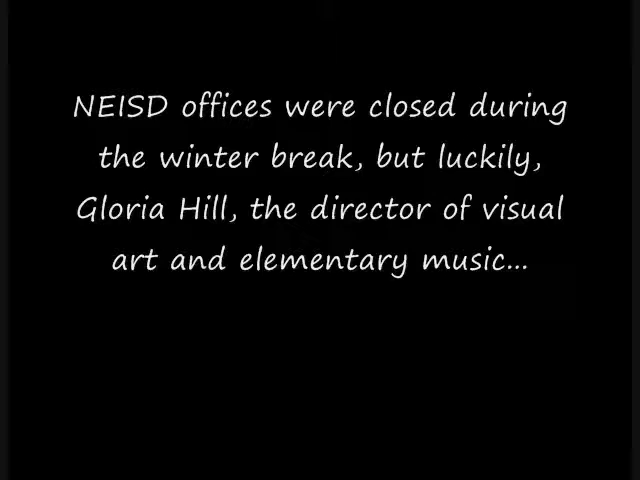 NEISD offices were closed during
the winter break, but luckily,
Gloria Hill, the director of visual
art and elementary music...